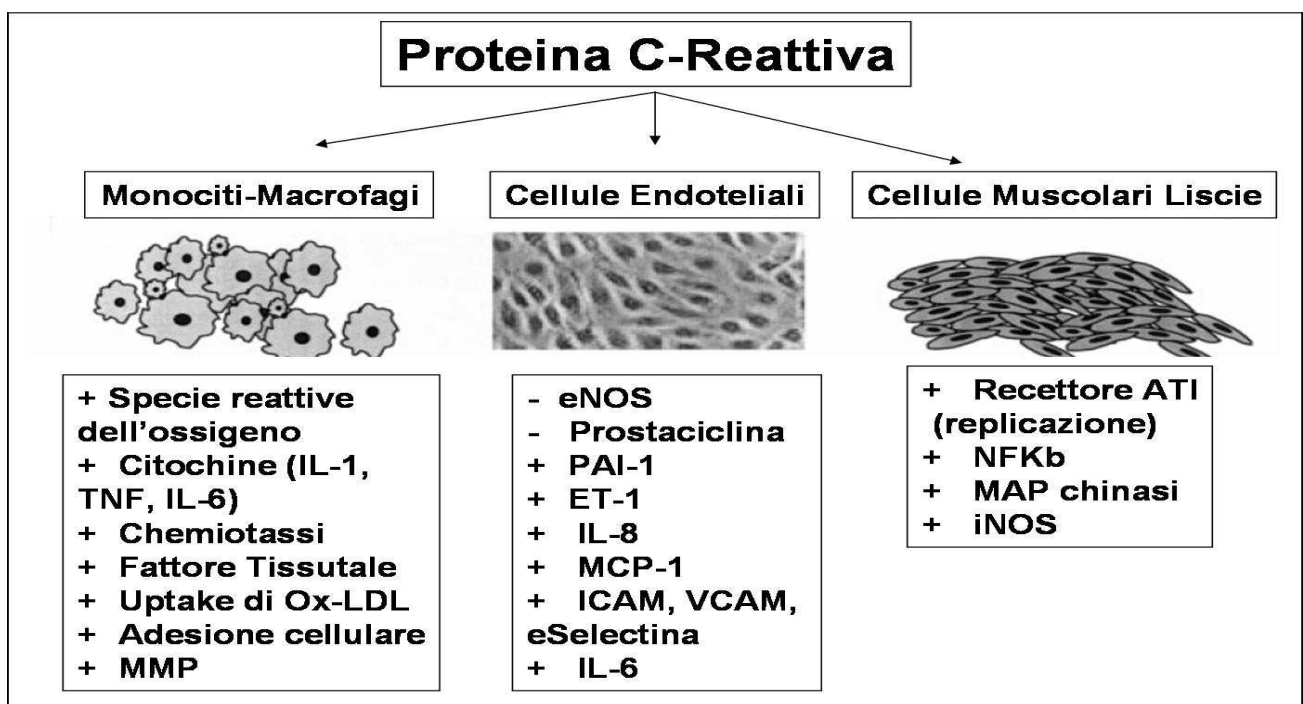 Proteina C-Reattiva
Monociti-Macrofagi
Cellule Endoteliali
Cellule Muscolari Liscie
+ Specie reattive
dell'ossigeno
+ Citochine (IL-1,
TNF, IL-6)
+ Chemiotassi
+ Fattore Tissutale
+ Uptake di Ox-LDL
+ Adesione cellulare
+ MMP
- eNOS
- Prostaciclina
+ PAI-1
+ ET-1
+ IL-8
+ MCP-1
+ ICAM, VCAM,
eSelectina
+ IL-6
+ Recettore ATI
(replicazione)
+ NFKb
+ MAP chinasi
+ iNOS